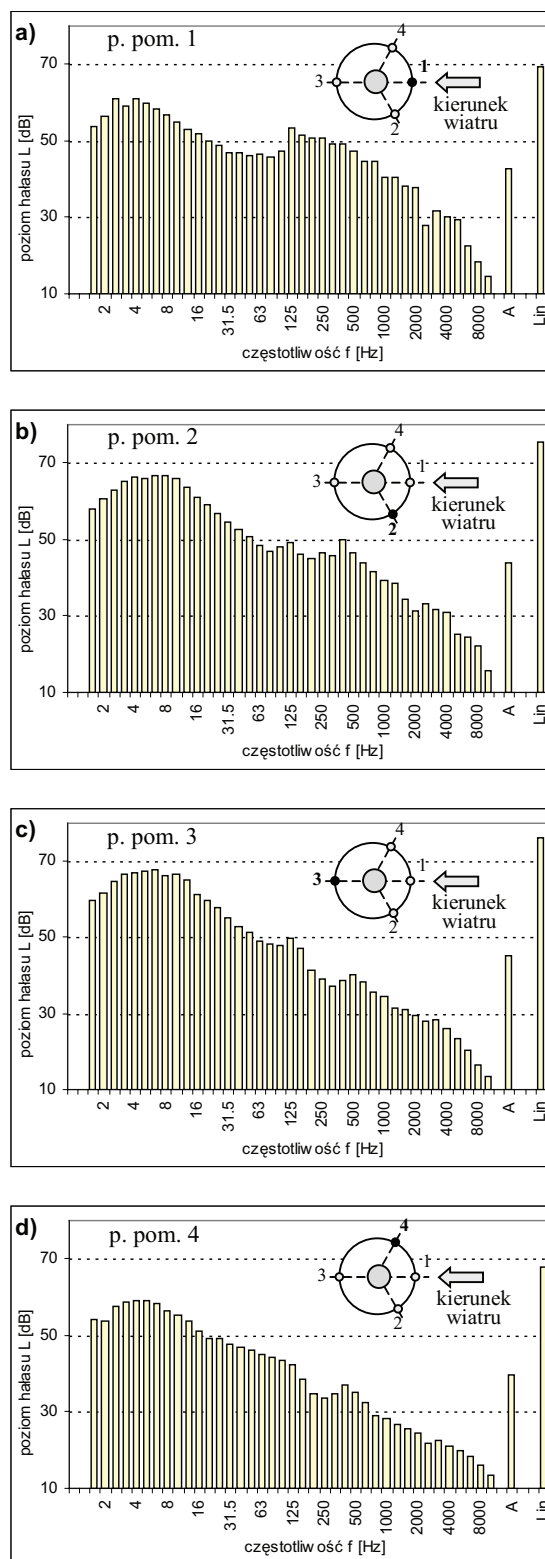 a) p. pom. 1
4
3 1
kierunek
wiatru
2
poziom hałasu L [dB]
70
50
30
10
2 4 8 16 31.5 63 125 250 500 1000 2000 4000 8000 A Lin
częstotliwość f [Hz]
b) p. pom. 2
4
3 1
kierunek
wiatru
2
poziom hałasu L [dB]
70
50
30
10
2 4 8 16 31.5 63 125 250 500 1000 2000 4000 8000 A Lin
częstotliwość f [Hz]
c) p. pom. 3
4
3 1
kierunek
wiatru
2
poziom hałasu L [dB]
70
50
30
10
2 4 8 16 31.5 63 125 250 500 1000 2000 4000 8000 A Lin
częstotliwość f [Hz]
d) p. pom. 4
4
3 1
kierunek
wiatru
2
poziom hałasu L [dB]
70
50
30
10
2 4 8 16 31.5 63 125 250 500 1000 2000 4000 8000 A Lin
częstotliwość f [Hz]